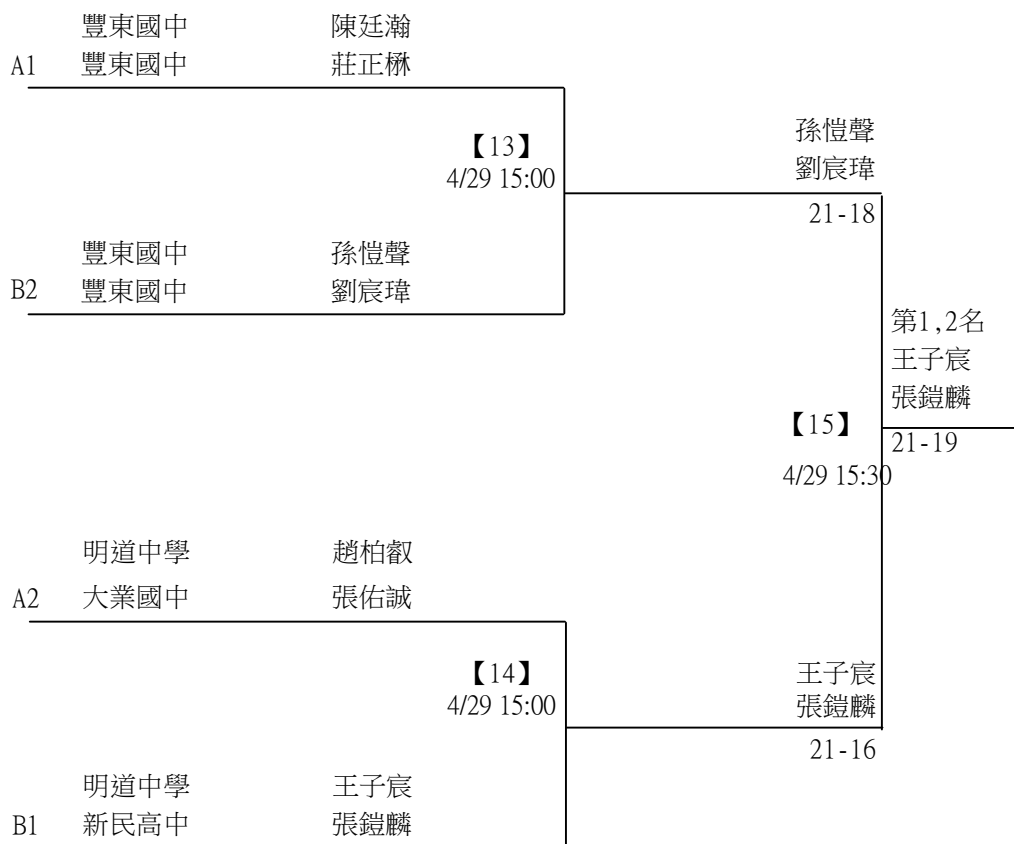 豐東國中 陳廷瀚
A1 豐東國中 莊正楙
【13】
4/29 15:00
孫愷聲
劉宸瑋
21-18
豐東國中 孫愷聲
B2 豐東國中 劉宸瑋
第1,2名
王子宸
張鎧麟
【15】
21-19
4/29 15:30
明道中學 趙柏叡
A2 大業國中 張佑誠
【14】
4/29 15:00
王子宸
張鎧麟
21-16
明道中學 王子宸
B1 新民高中 張鎧麟